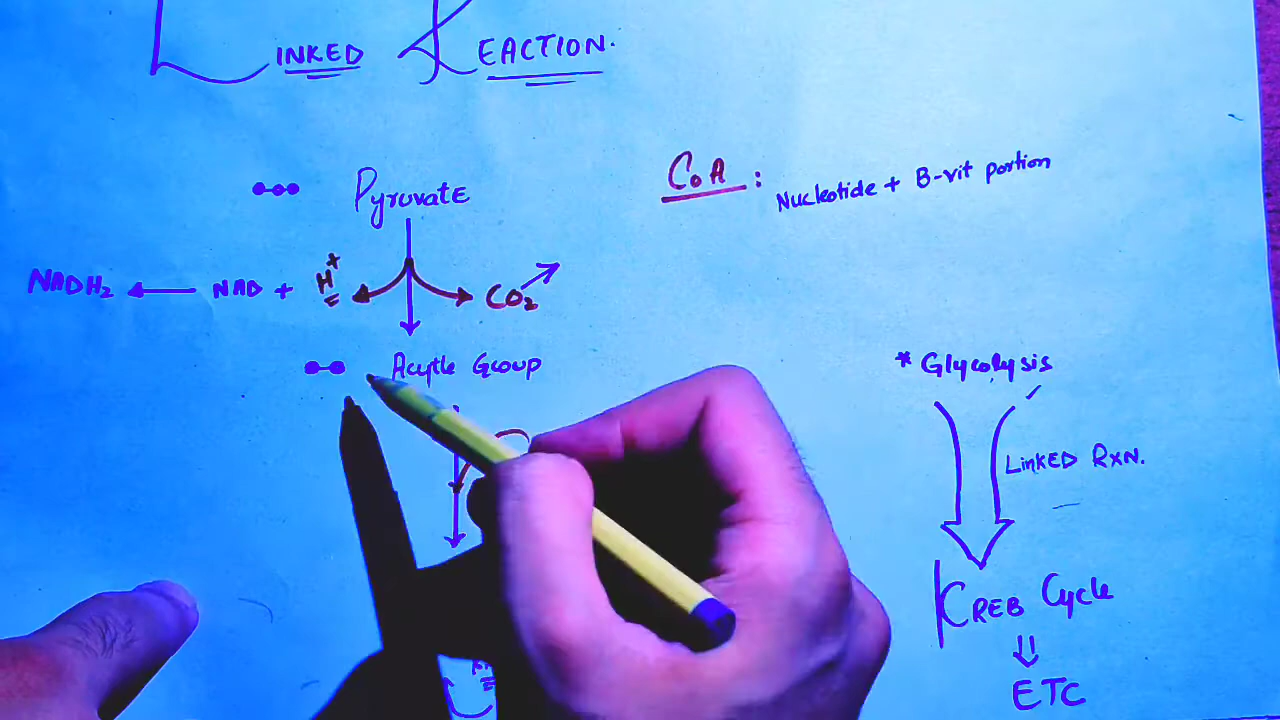 LINKED REACTION.
CoA : Nucleotide + B-vit portion
Pyruvate
NADH₂ ← NAD + H⁺
CO₂
Acytle Group
* Glycolysis
LINKED RXN.
KREB Cycle
ETC